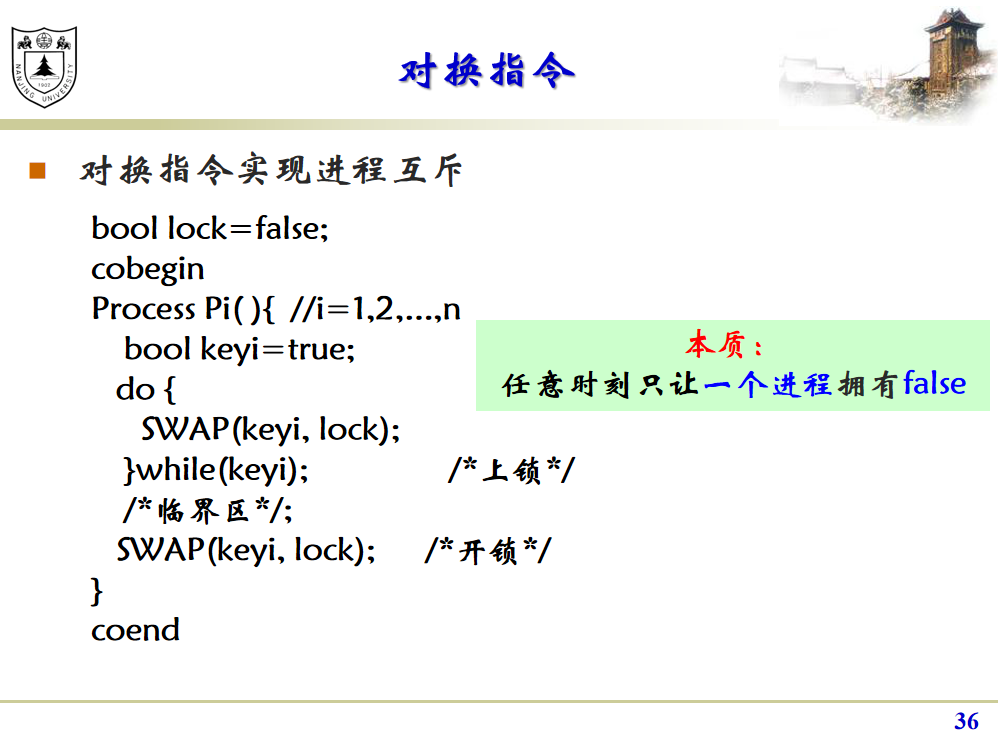 NANJING UNIVERSITY
1902
对换指令
对换指令实现进程互斥
bool lock=false;
cobegin
Process Pi( ){ //i=1,2,...,n
bool keyi=true;
do {
SWAP(keyi, lock);
}while(keyi); /*上锁*/
/*临界区*/;
SWAP(keyi, lock); /*开锁*/
}
coend
本质：
任意时刻只让一个进程拥有false
36